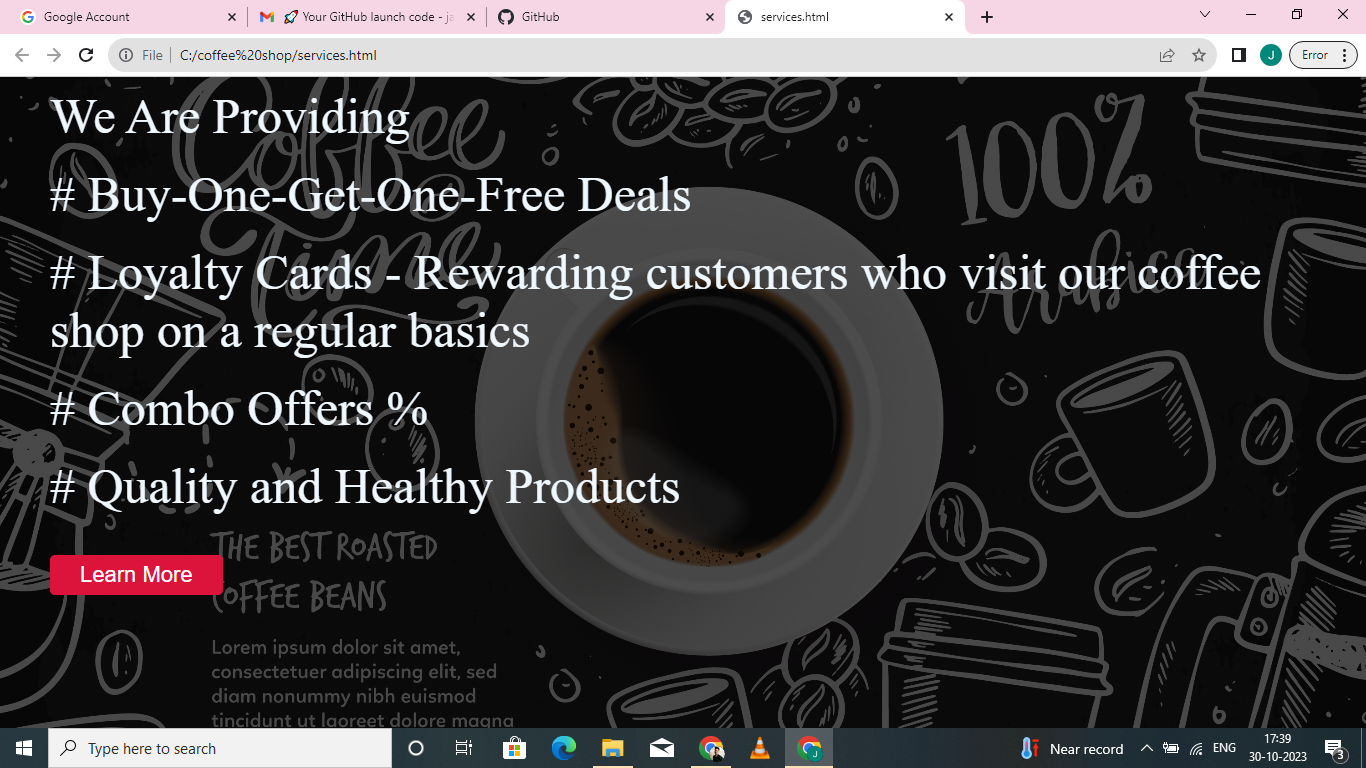 Google Account
🚀 Your GitHub launch code - ja
GitHub
services.html
File
C:/coffee%20shop/services.html
J
Error
Coffee
Time
100%
Arabica
We Are Providing
# Buy-One-Get-One-Free Deals
# Loyalty Cards - Rewarding customers who visit our coffee
shop on a regular basics
# Combo Offers %
# Quality and Healthy Products
THE BEST ROASTED
Learn More
COFFEE BEANS
Lorem ipsum dolor sit amet,
consectetuer adipiscing elit, sed
diam nonummy nibh euismod
tincidunt ut laoreet dolore magna
Type here to search
Near record
ENG
17:39
30-10-2023
3